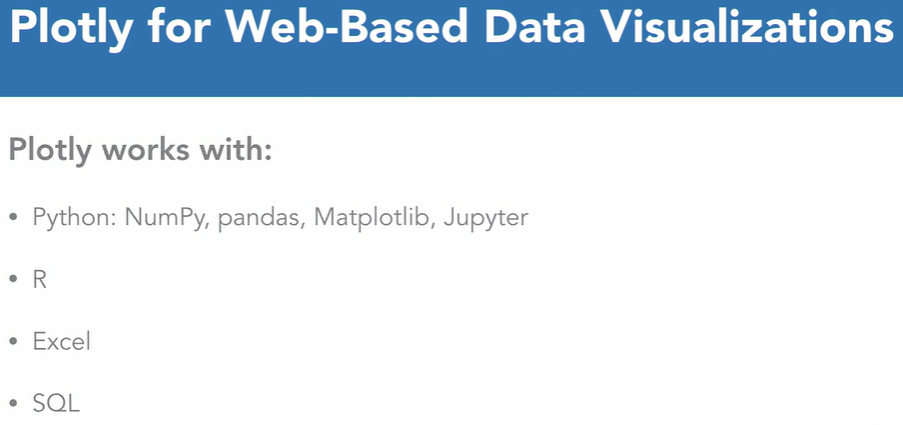 Plotly for Web-Based Data Visualizations
Plotly works with:
• Python: NumPy, pandas, Matplotlib, Jupyter
• R
• Excel
• SQL